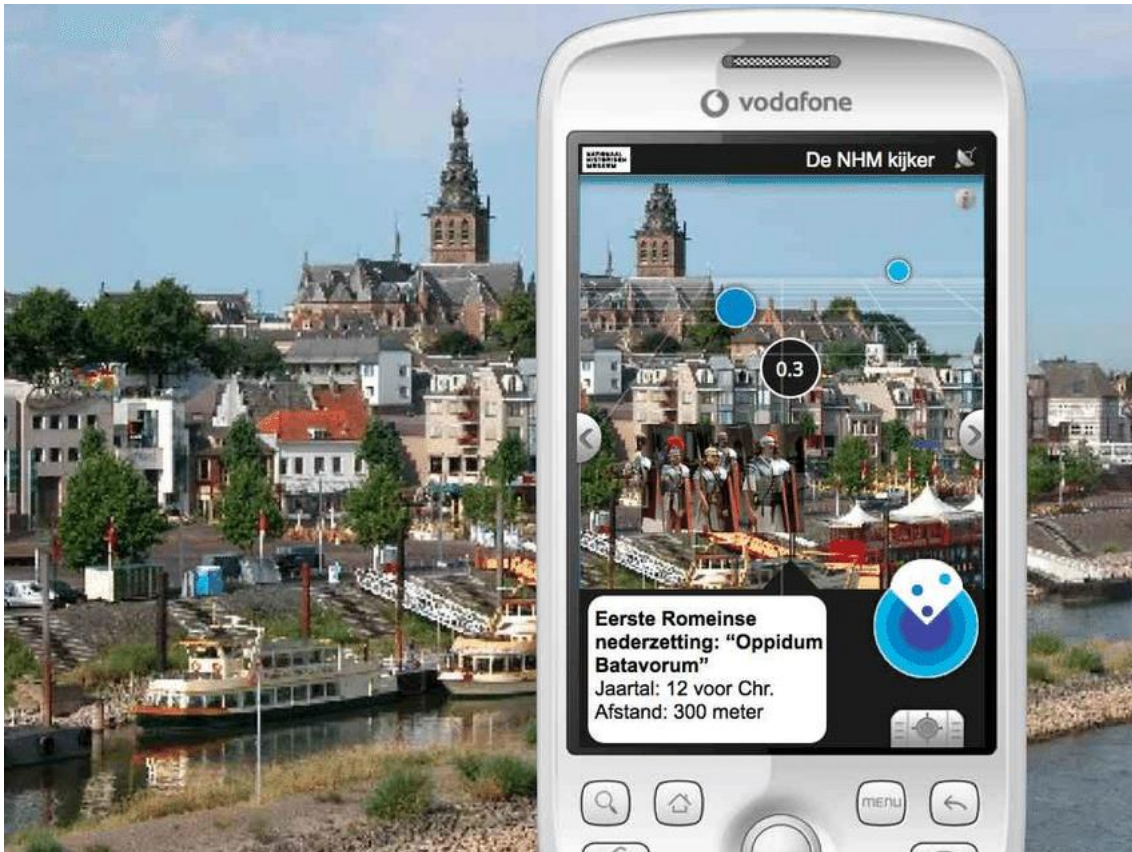 vodafone
NATIONAAL
HISTORISCH
MUSEUM
De NHM kijker
i
0.3
Eerste Romeinse
nederzetting: “Oppidum
Batavorum”
Jaartal: 12 voor Chr.
Afstand: 300 meter
menu